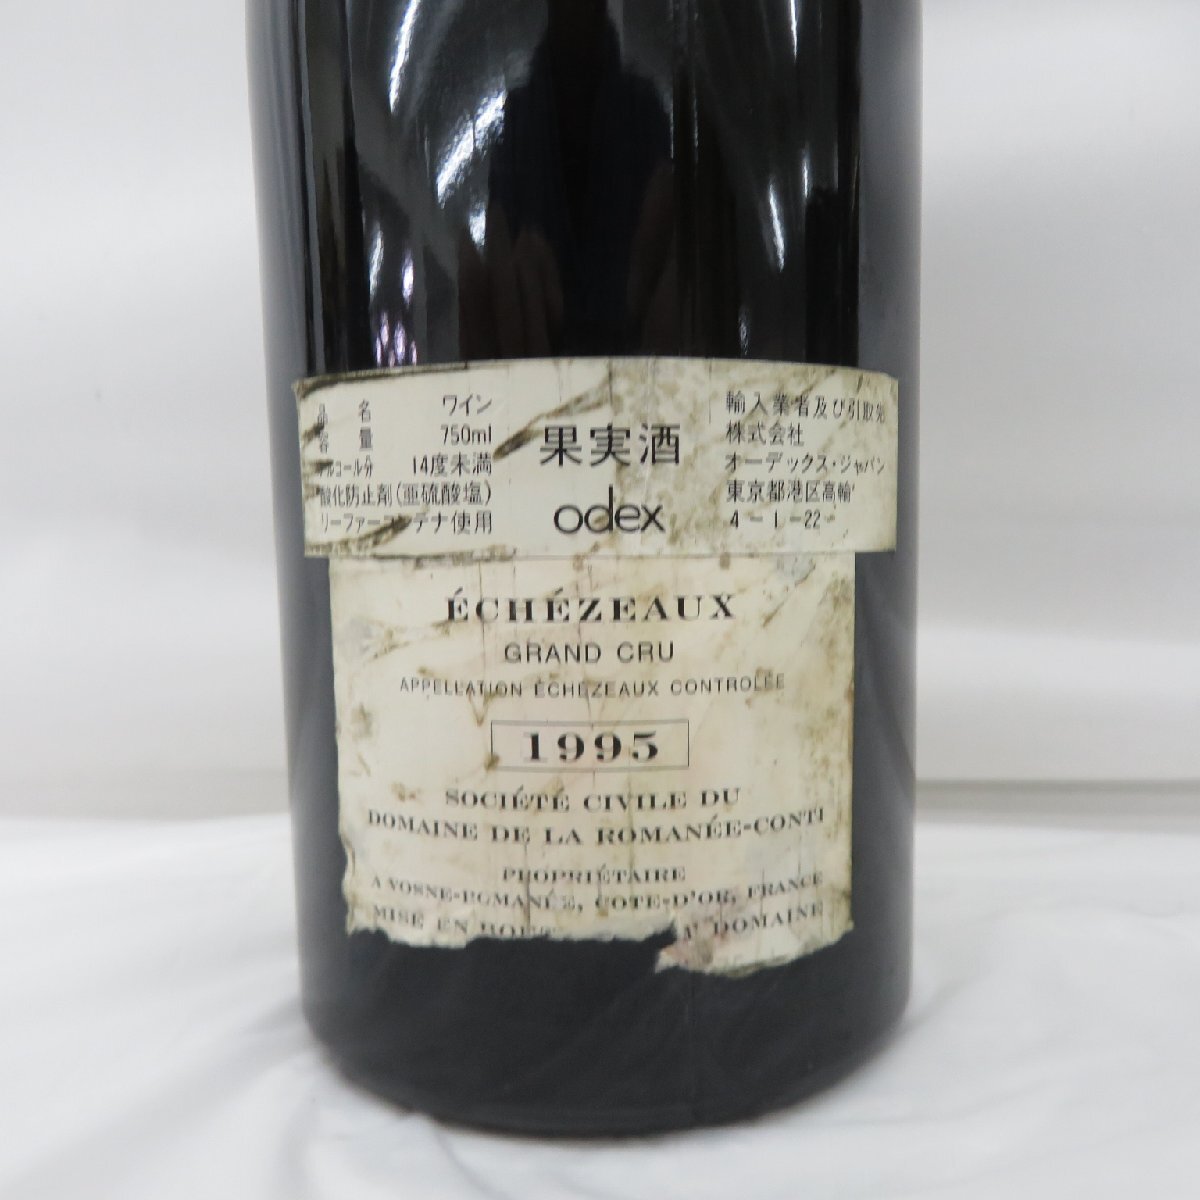 品名 ワイン
容量 750ml
アルコール分 14度未満
酸化防止剤(亜硫酸塩)
リーファーコンテナ使用
果実酒
odex
輸入業者及び引取先
株式会社
オーデックス・ジャパン
東京都港区高輪
4-1-22
ÉCHÉZEAUX
GRAND CRU
APPELLATION ÉCHÉZEAUX CONTROLÉE
1995
SOCIÉTÉ CIVILE DU
DOMAINE DE LA ROMANÉE-CONTI
PROPRIÉTAIRE
A VOSNE-ROMANÉE, COTE-D'OR, FRANCE
MISE EN DOMAINE